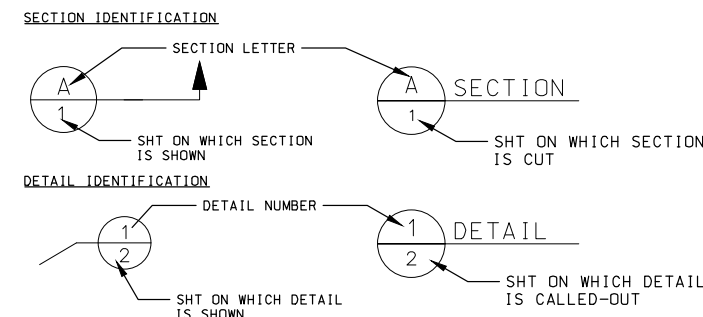 SECTION IDENTIFICATION
SECTION LETTER
A
1
SHT ON WHICH SECTION
IS SHOWN
A
1
SECTION
SHT ON WHICH SECTION
IS CUT
DETAIL IDENTIFICATION
DETAIL NUMBER
1
2
SHT ON WHICH DETAIL
IS SHOWN
1
2
DETAIL
SHT ON WHICH DETAIL
IS CALLED-OUT